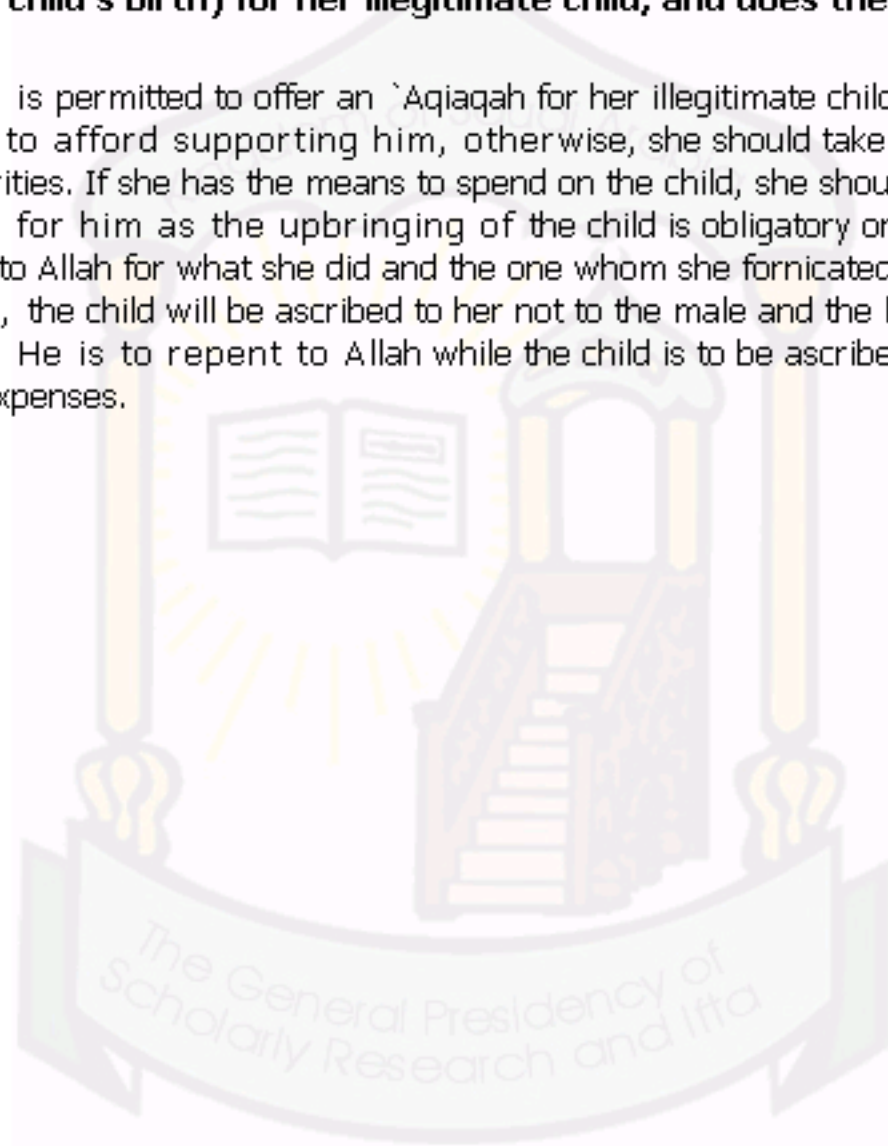 child's birth) for her illegitimate child, and does the
is permitted to offer an `Aqiaqah for her illegitimate child
to afford supporting him, otherwise, she should take
rities. If she has the means to spend on the child, she shou
for him as the upbringing of the child is obligatory on
to Allah for what she did and the one whom she fornicated
, the child will be ascribed to her not to the male and the
He is to repent to Allah while the child is to be ascribe
xpenses.
Kingdom of Saudi Arabia
The General Presidency of
Scholarly Research and Ifta